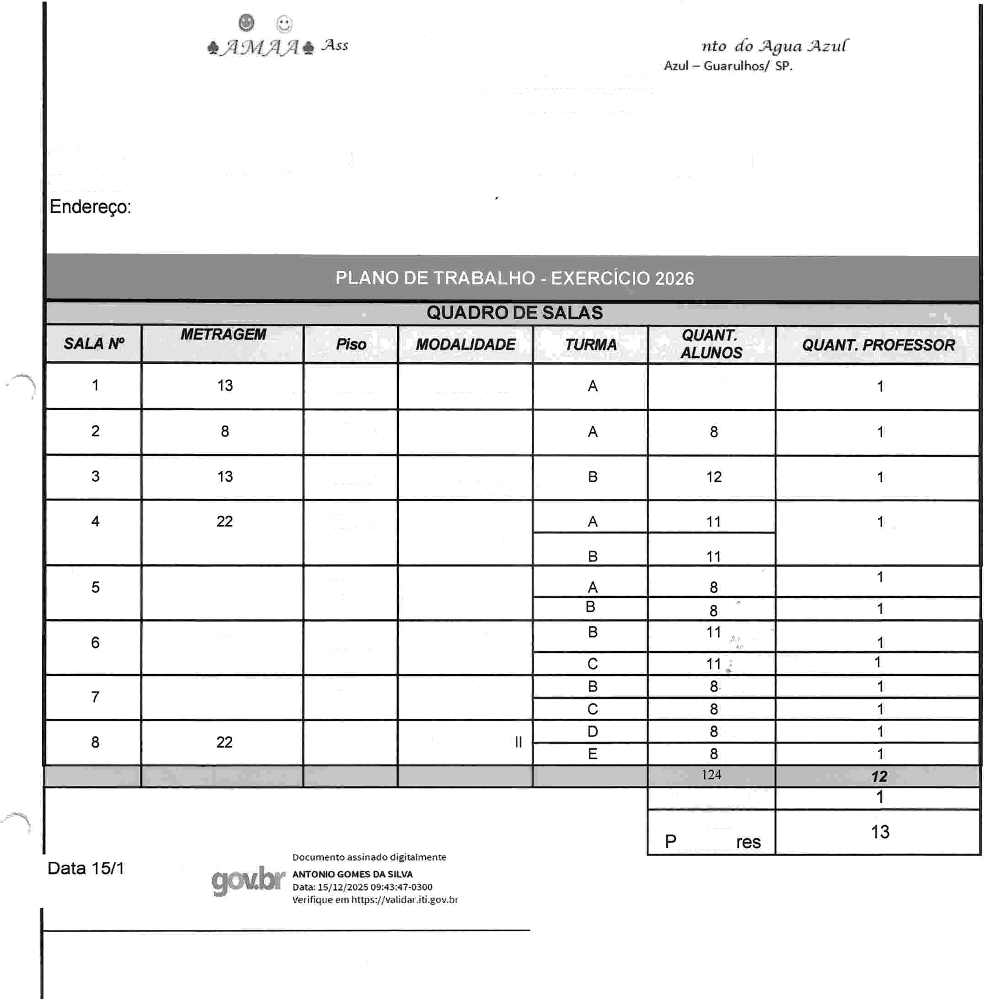 AMAA Ass nto do Agua Azul
Azul – Guarulhos/ SP.
Endereço:
PLANO DE TRABALHO - EXERCÍCIO 2026
QUADRO DE SALAS
SALA Nº METRAGEM Piso MODALIDADE TURMA QUANT. ALUNOS QUANT. PROFESSOR
1 13 A 1
2 8 A 8 1
3 13 B 12 1
4 22 A 11 1
B 11
5 A 8 1
B 8 1
6 B 11 1
C 11 1
7 B 8 1
C 8 1
8 22 II D 8 1
E 8 1
124 12
1
P res 13
Data 15/1
gov.br
Documento assinado digitalmente
ANTONIO GOMES DA SILVA
Data: 15/12/2025 09:43:47-0300
Verifique em https://validar.iti.gov.br